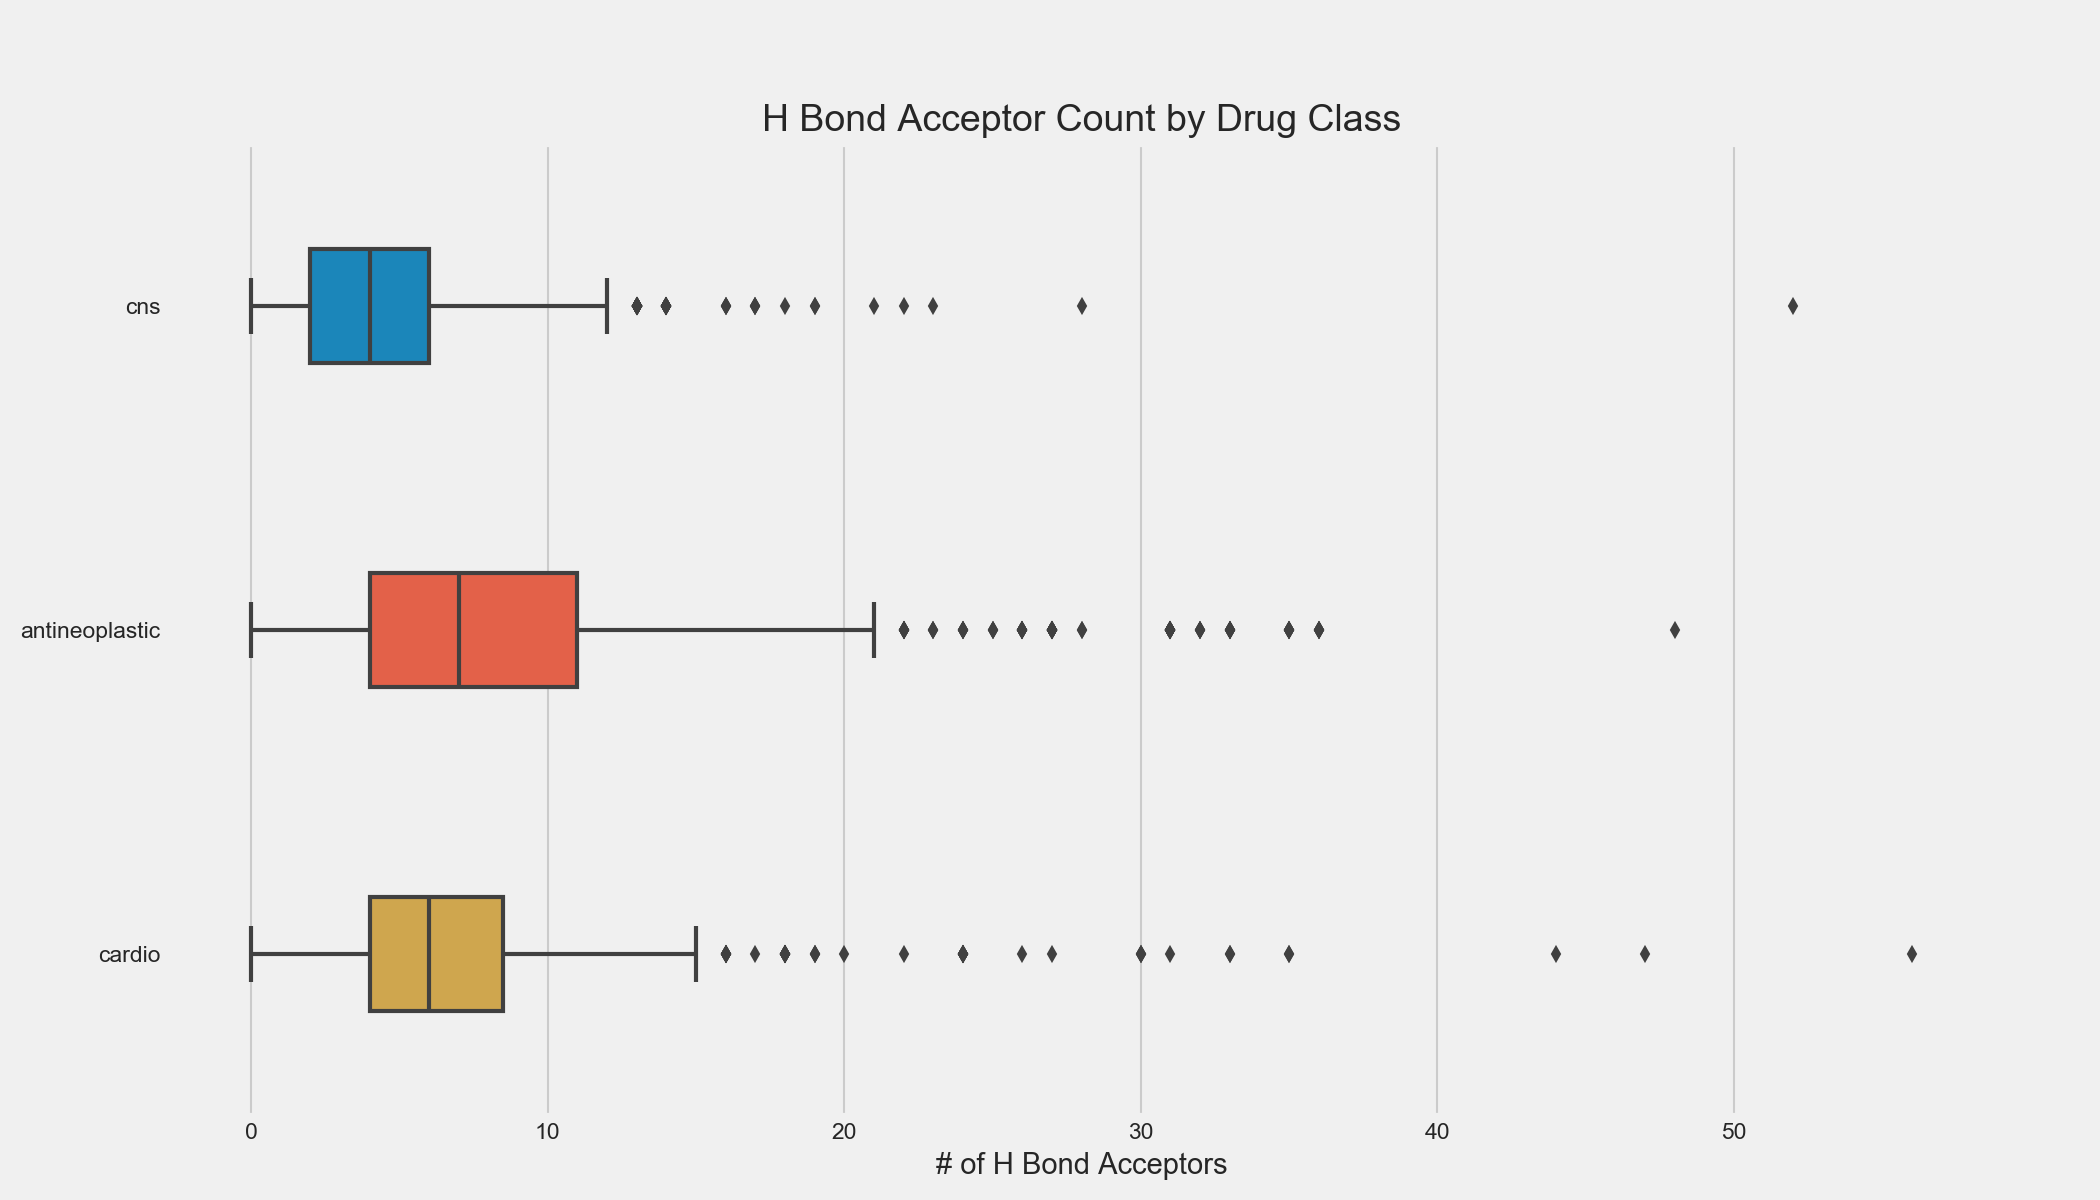 H Bond Acceptor Count by Drug Class
cns
antineoplastic
cardio
0 10 20 30 40 50
# of H Bond Acceptors